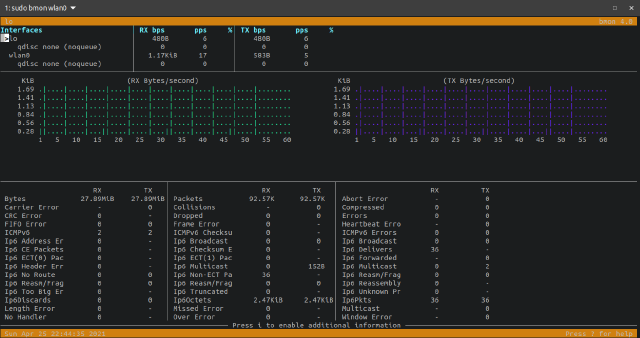 1: sudo bmon wlan0
lo bmon 4.0
Interfaces RX bps pps % TX bps pps %
>lo 480B 6 480B 6
qdisc none (noqueue) 0 0 0 0
wlan0 1.17KiB 17 583B 5
qdisc none (noqueue) 0 0 0 0
KiB (RX Bytes/second) KiB (TX Bytes/second)
1.69 1.69
1.41 1.41
1.13 1.13
0.84 0.84
0.56 0.56
0.28 0.28
1 5 10 15 20 25 30 35 40 45 50 55 60 1 5 10 15 20 25 30 35 40 45 50 55 60
RX TX RX TX RX TX
Bytes 27.89MiB 27.89MiB Packets 92.57K 92.57K Abort Error - 0
Carrier Error - 0 Collisions - 0 Compressed 0 0
CRC Error 0 - Dropped 0 0 Errors 0 0
FIFO Error 0 0 Frame Error 0 - Heartbeat Erro - 0
ICMPv6 2 2 ICMPv6 Checksu 0 - ICMPv6 Errors 0 0
Ip6 Address Er 0 - Ip6 Broadcast 0 0 Ip6 Broadcast 0 0
Ip6 CE Packets 0 - Ip6 Checksum E 0 - Ip6 Delivers 36 -
Ip6 ECT(0) Pac 0 - Ip6 ECT(1) Pac 0 - Ip6 Forwarded - 0
Ip6 Header Err 0 - Ip6 Multicast 0 1528 Ip6 Multicast 0 2
Ip6 No Route 0 0 Ip6 Non-ECT Pa 36 - Ip6 Reasm/Frag 0 0
Ip6 Reasm/Frag 0 0 Ip6 Reasm/Frag 0 0 Ip6 Reassembly 0 -
Ip6 Too Big Er 0 - Ip6 Truncated 0 - Ip6 Unknown Pr 0 -
Ip6Discards 0 0 Ip6Octets 2.47KiB 2.47KiB Ip6Pkts 36 36
Length Error 0 - Missed Error 0 - Multicast 0 -
No Handler 0 - Over Error 0 - Window Error - 0
Press i to enable additional information
Sun Apr 25 22:44:35 2021 Press ? for help